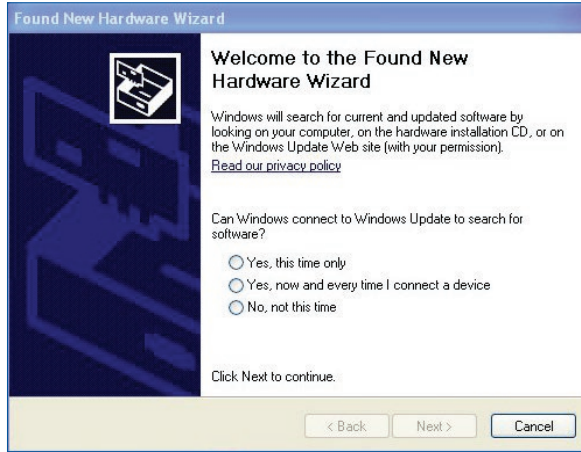 Found New Hardware Wizard
Welcome to the Found New
Hardware Wizard
Windows will search for current and updated software by
looking on your computer, on the hardware installation CD, or on
the Windows Update Web site (with your permission).
Read our privacy policy
Can Windows connect to Windows Update to search for
software?
Yes, this time only
Yes, now and every time I connect a device
No, not this time
Click Next to continue.
< Back Next > Cancel